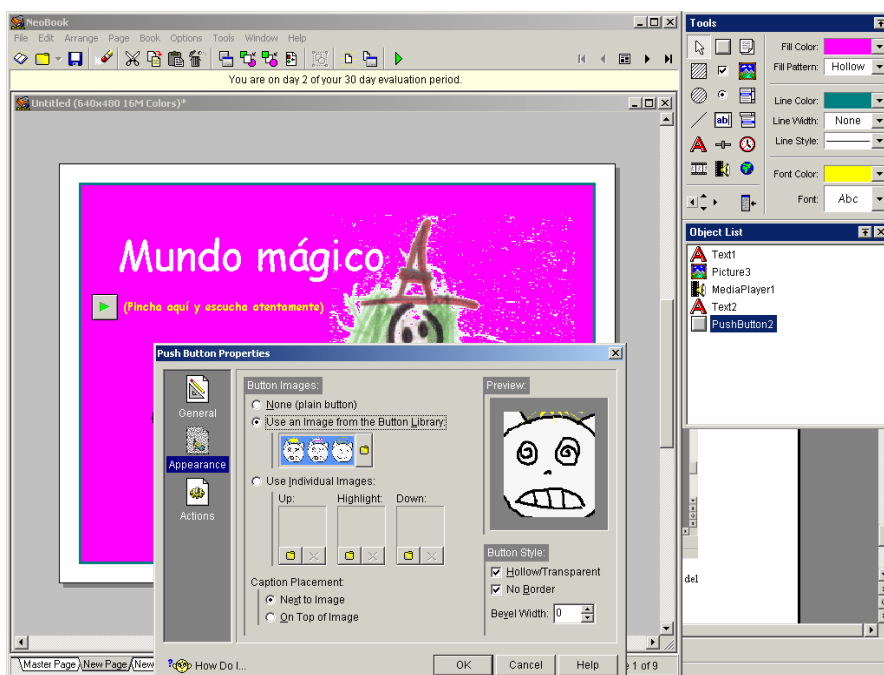 NeoBook
File Edit Arrange Page Book Options Tools Window Help
You are on day 2 of your 30 day evaluation period.
Untitled (640x480 16M Colors)*
Mundo mágico
(Pincha aquí y escucha atentamente)
Push Button Properties
General
Appearance
Actions
Button Images:
None (plain button)
Use an Image from the Button Library:
Use Individual Images:
Up: Highlight: Down:
Caption Placement:
Next to Image
On Top of Image
Preview:
Button Style:
Hollow/Transparent
No Border
Bevel Width: 0
How Do I...
OK Cancel Help
Master Page New Page New
1 of 9
Tools
Fill Color:
Fill Pattern: Hollow
Line Color:
Line Width: None
Line Style:
Font Color:
Font: Abc
ab
A
Object List
Text1
Picture3
MediaPlayer1
Text2
PushButton2
del